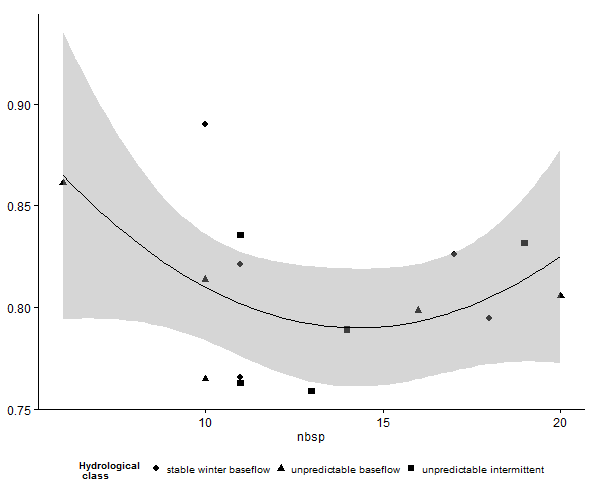 0.90
0.85
0.80
0.75
10 15 20
nbsp
Hydrological class stable winter baseflow unpredictable baseflow unpredictable intermittent